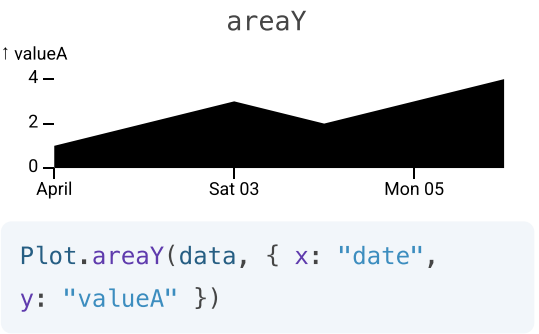 areaY
↑ valueA
4
2
0
April Sat 03 Mon 05
Plot.areaY(data, { x: "date",
y: "valueA" })